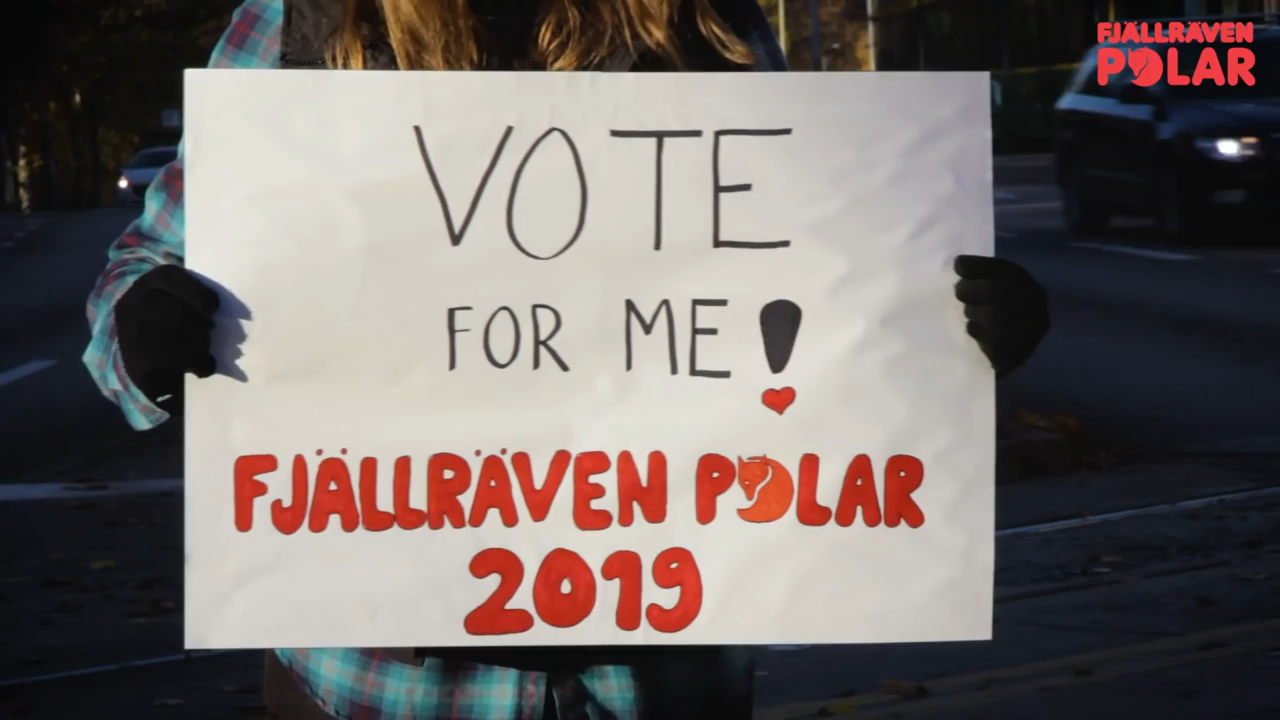 FJÄLLRÄVEN
POLAR
VOTE
FOR ME!
FJÄLLRÄVEN POLAR
2019